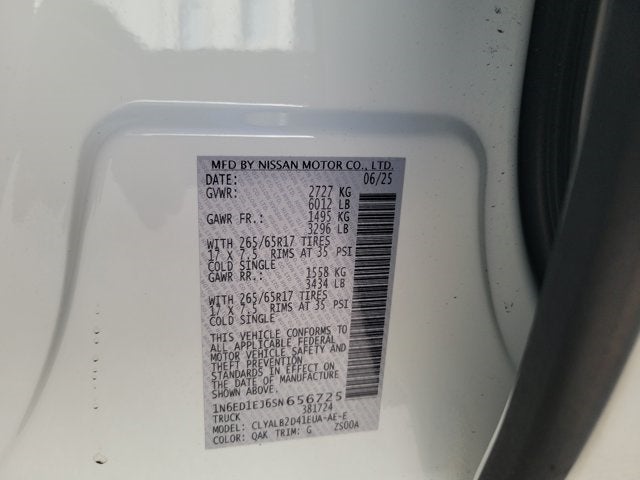 MFD BY NISSAN MOTOR CO., LTD.
DATE: 06/25
GVWR: 2727 KG
6012 LB
GAWR FR.: 1495 KG
3296 LB
WITH 265/65R17 TIRES
17 X 7.5 RIMS AT 35 PSI
COLD SINGLE
GAWR RR.: 1558 KG
3434 LB
WITH 265/65R17 TIRES
17 X 7.5 RIMS AT 35 PSI
COLD SINGLE
THIS VEHICLE CONFORMS TO
ALL APPLICABLE FEDERAL
MOTOR VEHICLE SAFETY AND
THEFT PREVENTION
STANDARDS IN EFFECT ON
THE DATE OF MANUFACTURE
SHOWN ABOVE.
1N6ED1EJ6SN656725
TRUCK 381724
MODEL: CLYALB2D41EUA-AE-E
COLOR: QAK TRIM: G ZS00A